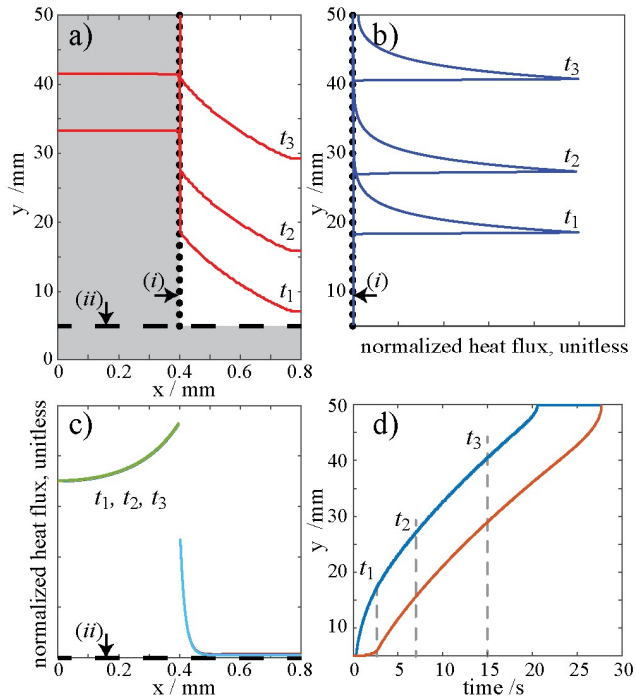 a)
50
40
30
20
10
0
y /mm
t3
t2
t1
(i)
(ii)
0 0.2 0.4 0.6 0.8
x / mm
b)
50
40
30
20
10
y /mm
t3
t2
t1
(i)
normalized heat flux, unitless
c)
normalized heat flux, unitless
t1, t2, t3
(ii)
0 0.2 0.4 0.6 0.8
x / mm
d)
50
40
30
20
10
y /mm
t1
t2
t3
0 5 10 15 20 25 30
time /s